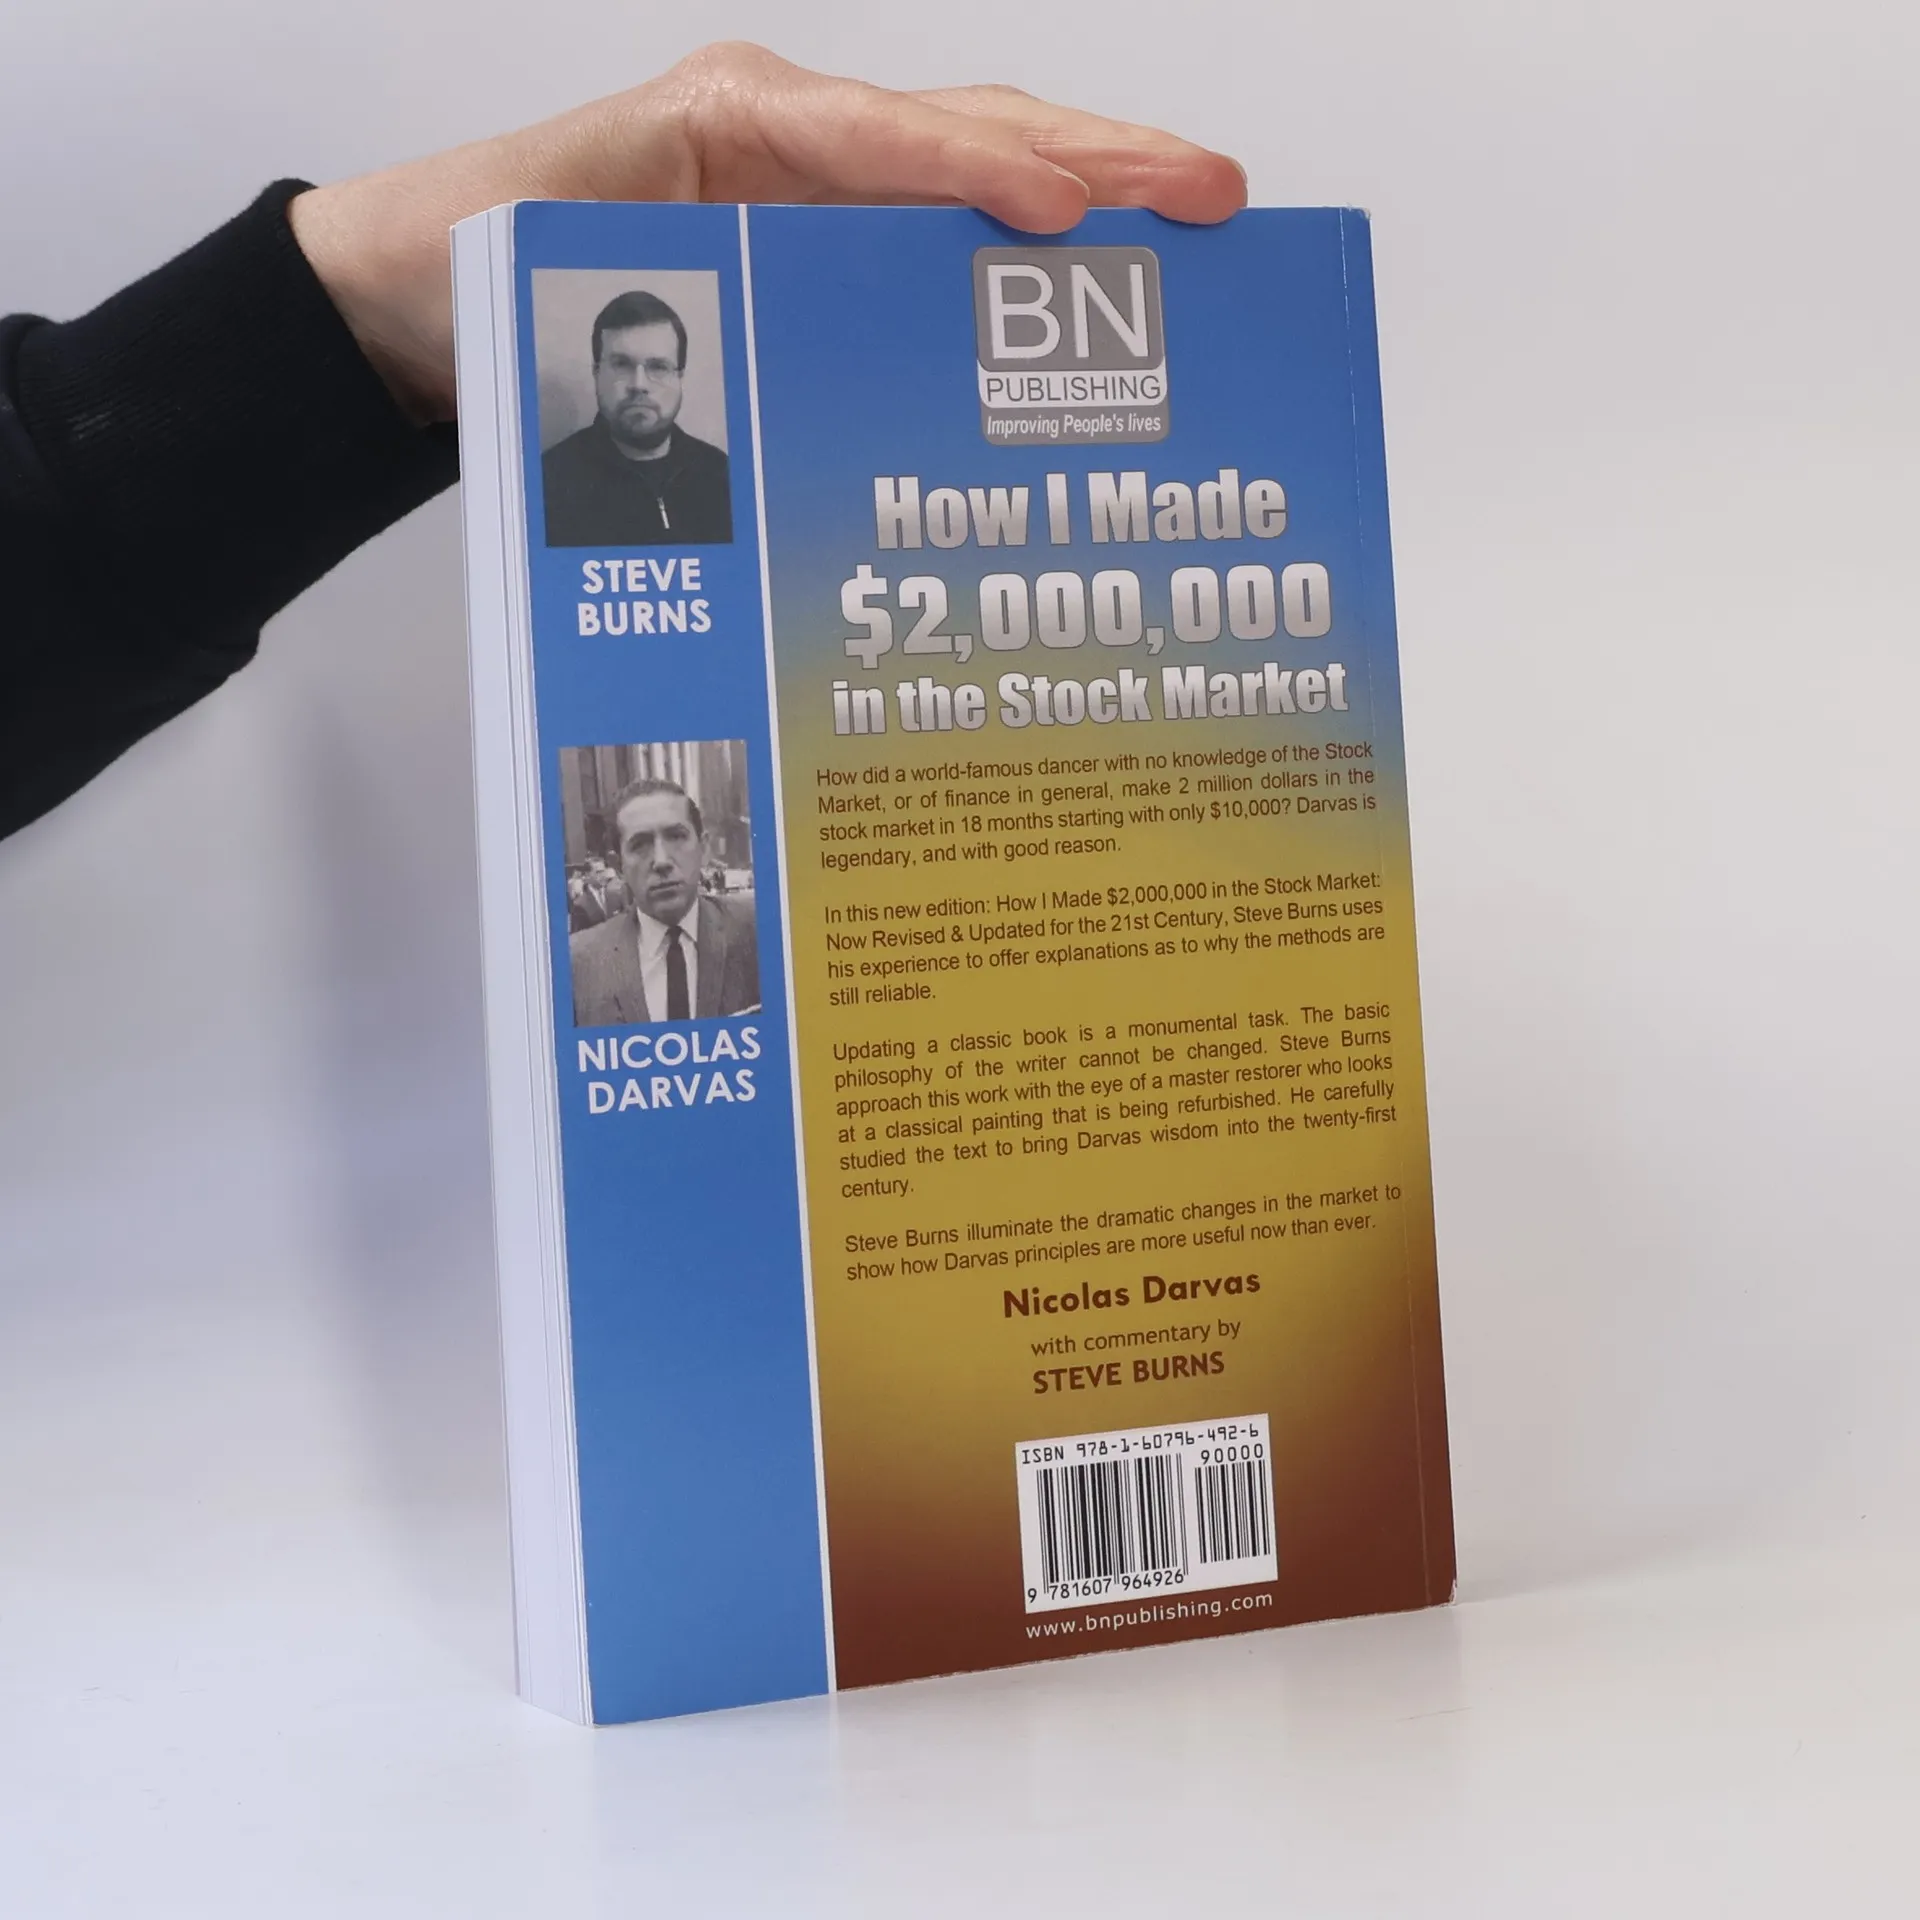 STEVE
BURNS
NICOLAS
DARVAS
BN
PUBLISHING
Improving People's lives
How I Made
$2,000,000
in the Stock Market
How did a world-famous dancer with no knowledge of the Stock
Market, or of finance in general, make 2 million dollars in the
stock market in 18 months starting with only $10,000? Darvas is
legendary, and with good reason.
In this new edition: How I Made $2,000,000 in the Stock Market:
Now Revised & Updated for the 21st Century, Steve Burns uses
his experience to offer explanations as to why the methods are
still reliable.
Updating a classic book is a monumental task. The basic
philosophy of the writer cannot be changed. Steve Burns
approach this work with the eye of a master restorer who looks
at a classical painting that is being refurbished. He carefully
studied the text to bring Darvas wisdom into the twenty-first
century.
Steve Burns illuminate the dramatic changes in the market to
show how Darvas principles are more useful now than ever.
Nicolas Darvas
with commentary by
STEVE BURNS
ISBN 978-1-60796-492-6
90000
9 781607 964926
www.bnpublishing.com